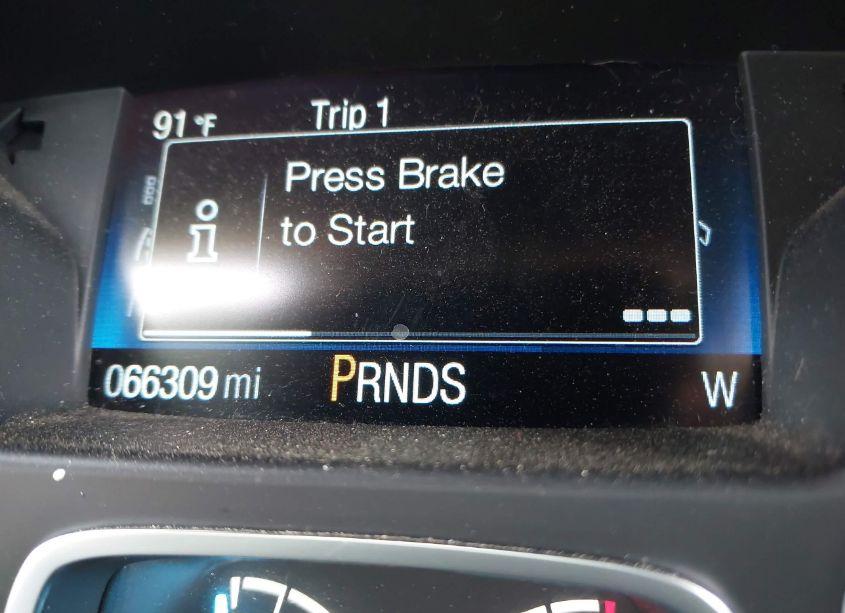 91 °F Trip 1
i
Press Brake
to Start
066309 mi PRNDS W